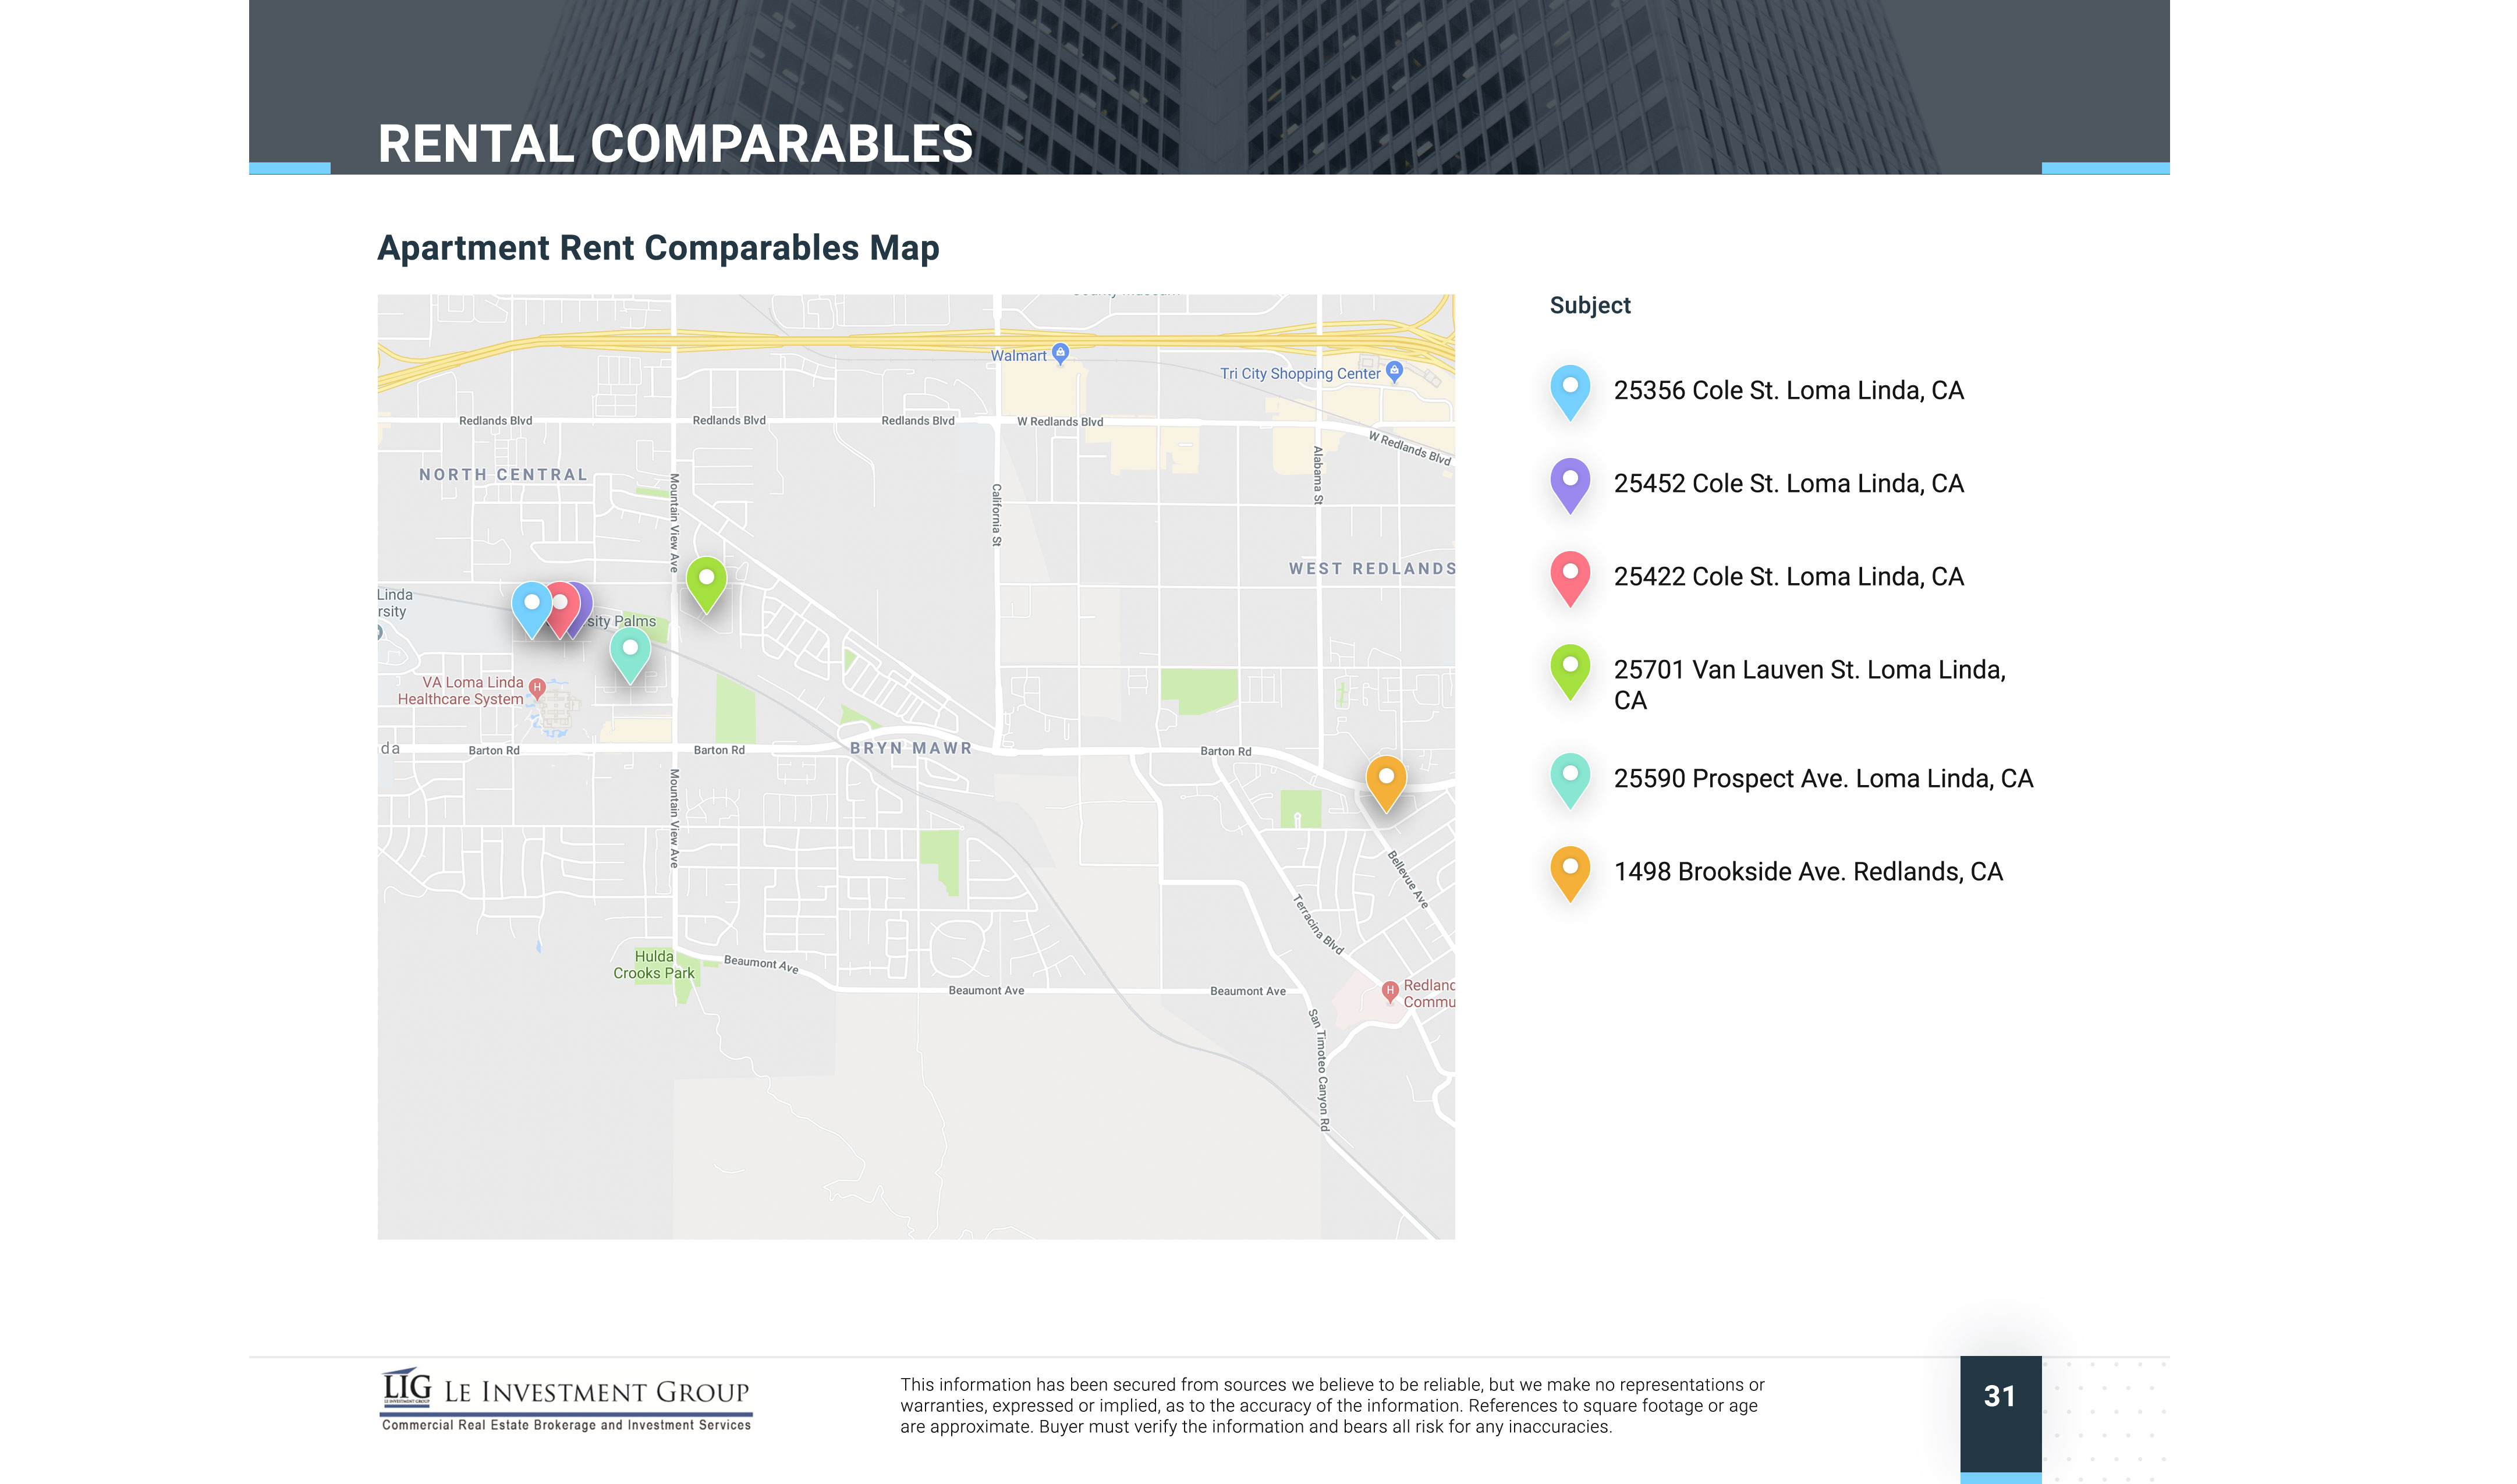 RENTAL COMPARABLES
Apartment Rent Comparables Map
Subject
25356 Cole St. Loma Linda, CA
25452 Cole St. Loma Linda, CA
25422 Cole St. Loma Linda, CA
25701 Van Lauven St. Loma Linda,
CA
25590 Prospect Ave. Loma Linda, CA
1498 Brookside Ave. Redlands, CA
Walmart
Tri City Shopping Center
Redlands Blvd
Redlands Blvd
Redlands Blvd
W Redlands Blvd
W Redlands Blvd
NORTH CENTRAL
Mountain View Ave
California St
Alabama St
WEST REDLANDS
Linda
rsity
sity Palms
VA Loma Linda
Healthcare System
H
da
Barton Rd
Barton Rd
BRYN MAWR
Barton Rd
Mountain View Ave
Bellevue Ave
Terracina Blvd
Hulda
Crooks Park
Beaumont Ave
Beaumont Ave
Beaumont Ave
H
Redlanc
Commu
San Timoteo Canyon Rd
LIG
LE INVESTMENT GROUP
Commercial Real Estate Brokerage and Investment Services
This information has been secured from sources we believe to be reliable, but we make no representations or
warranties, expressed or implied, as to the accuracy of the information. References to square footage or age
are approximate. Buyer must verify the information and bears all risk for any inaccuracies.
31